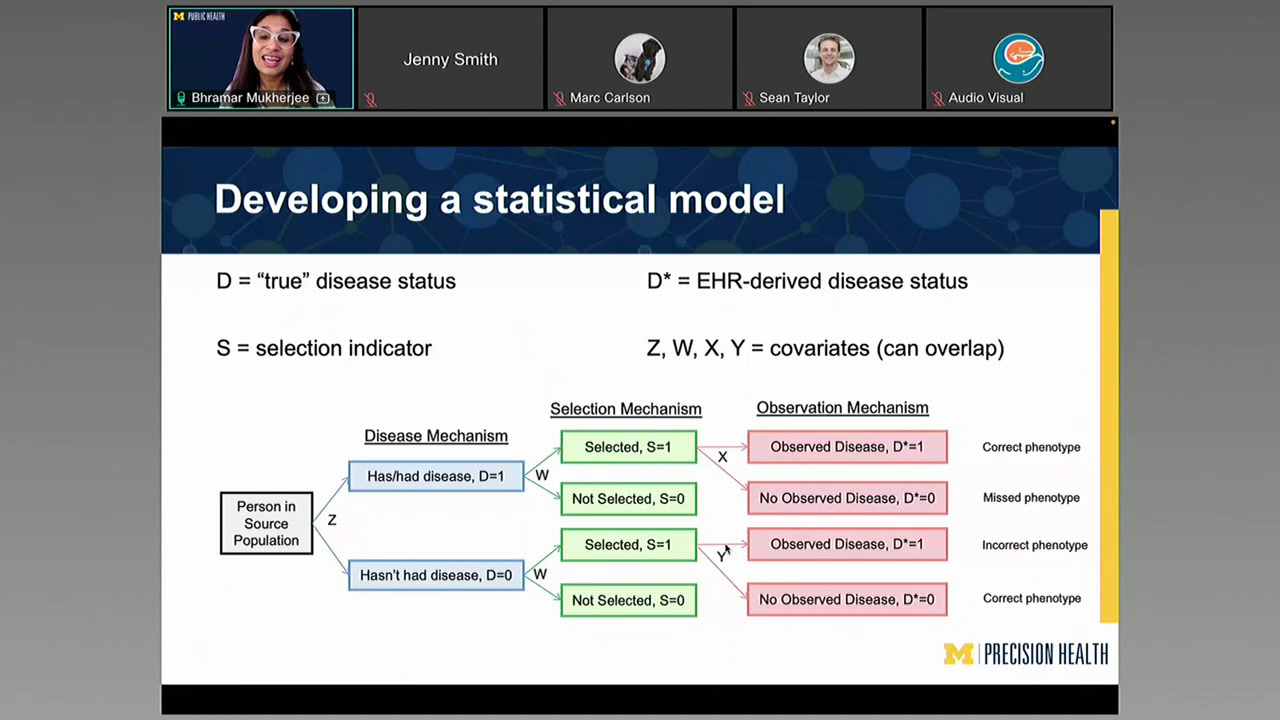 M PUBLIC HEALTH
Bhramar Mukherjee
Jenny Smith
Marc Carlson
Sean Taylor
Audio Visual
Developing a statistical model
D = “true” disease status
D* = EHR-derived disease status
S = selection indicator
Z, W, X, Y = covariates (can overlap)
Disease Mechanism
Selection Mechanism
Observation Mechanism
Person in
Source
Population
Z
Has/had disease, D=1
W
Selected, S=1
X
Observed Disease, D*=1
Correct phenotype
Not Selected, S=0
No Observed Disease, D*=0
Missed phenotype
Hasn't had disease, D=0
W
Selected, S=1
Y
Observed Disease, D*=1
Incorrect phenotype
Not Selected, S=0
No Observed Disease, D*=0
Correct phenotype
M PRECISION HEALTH